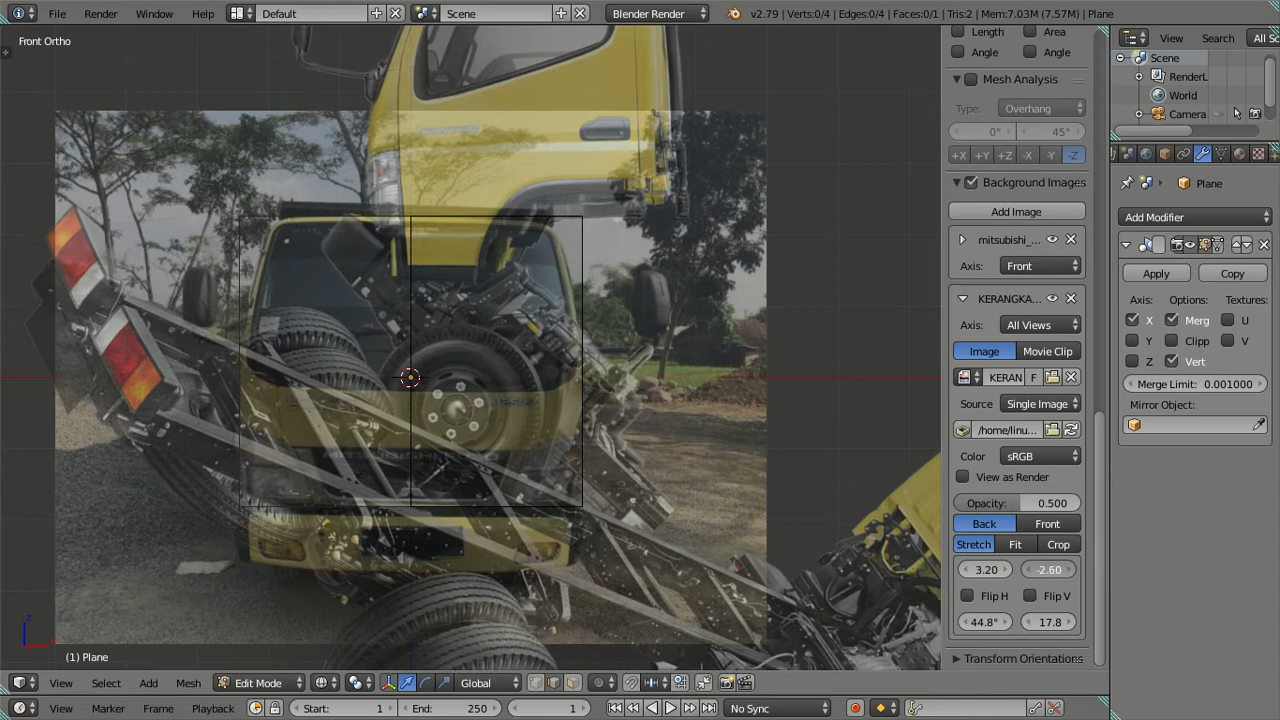 File Render Window Help Default Scene Blender Render v2.79 | Verts:0/4 | Edges:0/4 | Faces:0/1 | Tris:2 | Mem:7.03M (7.57M) | Plane
Front Ortho
Length Area
Angle Angle
Mesh Analysis
Type: Overhang
0° 45°
+X +Y +Z -X -Y -Z
Background Images
Add Image
mitsubishi_...
Axis: Front
KERANGKA...
Axis: All Views
Image Movie Clip
KERAN F
Source Single Image
/home/linu...
Color sRGB
View as Render
Opacity: 0.500
Back Front
Stretch Fit Crop
3.20 -2.60
Flip H Flip V
44.8° 17.8
Transform Orientations
View Search All Sc
Scene
RenderL
World
Camera
Plane
Add Modifier
Apply Copy
Axis: Options: Textures:
X Merg U
Y Clipp V
Z Vert
Merge Limit: 0.001000
Mirror Object:
z
(1) Plane
View Select Add Mesh Edit Mode Global
View Marker Frame Playback Start: 1 End: 250 1 No Sync